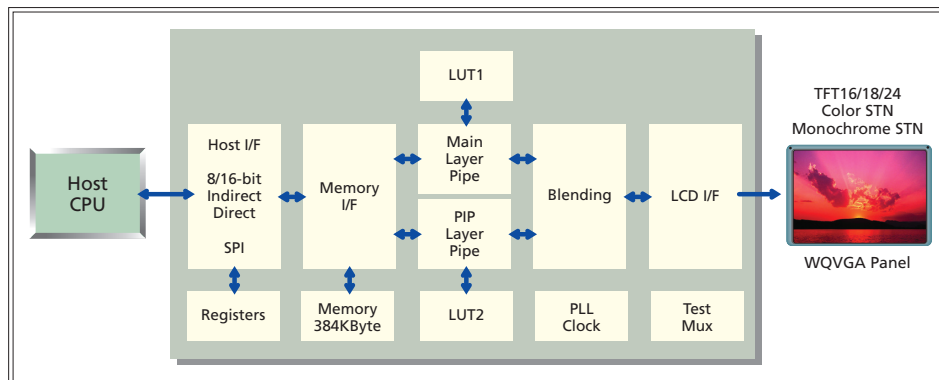 LUT1
TFT16/18/24
Color STN
Monochrome STN
Host
CPU
Host I/F
8/16-bit
Indirect
Direct
SPI
Memory
I/F
Main
Layer
Pipe
PIP
Layer
Pipe
Blending
LCD I/F
WQVGA Panel
Registers
Memory
384KByte
LUT2
PLL
Clock
Test
Mux